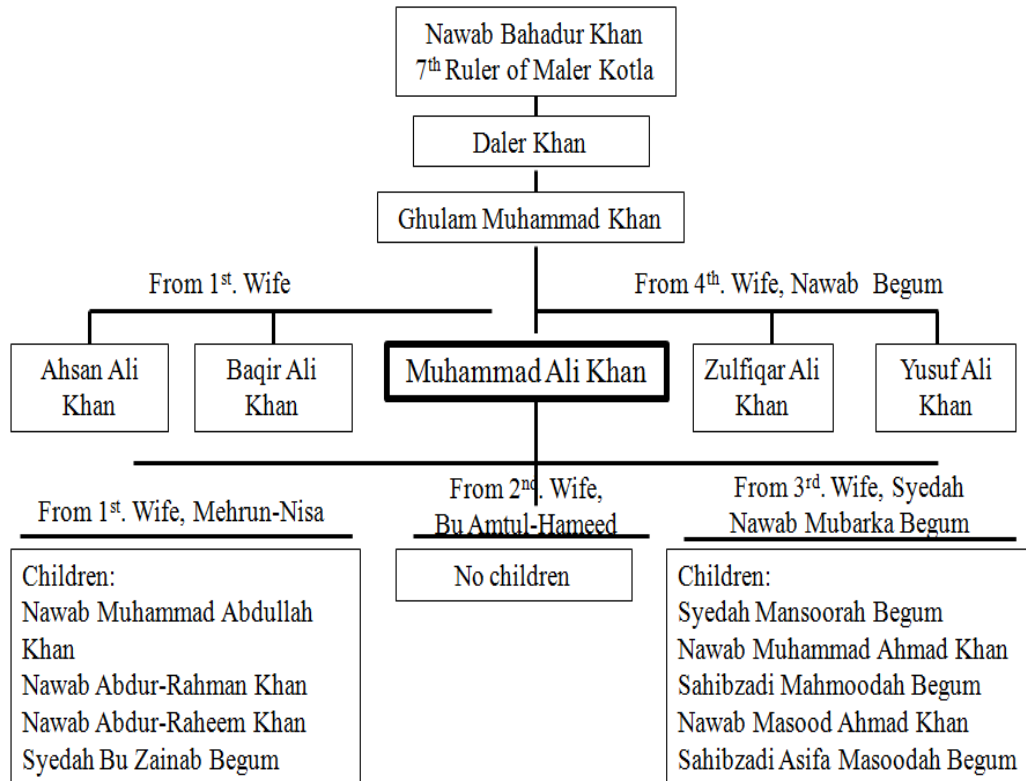 Nawab Bahadur Khan
7th Ruler of Maler Kotla
Daler Khan
Ghulam Muhammad Khan
From 1st. Wife
From 4th. Wife, Nawab Begum
Ahsan Ali
Khan
Baqir Ali
Khan
Muhammad Ali Khan
Zulfiqar Ali
Khan
Yusuf Ali
Khan
From 1st. Wife, Mehrun-Nisa
From 2nd. Wife,
Bu Amtul-Hameed
From 3rd. Wife, Syedah
Nawab Mubarka Begum
Children:
Nawab Muhammad Abdullah
Khan
Nawab Abdur-Rahman Khan
Nawab Abdur-Raheem Khan
Syedah Bu Zainab Begum
No children
Children:
Syedah Mansoorah Begum
Nawab Muhammad Ahmad Khan
Sahibzadi Mahmoodah Begum
Nawab Masood Ahmad Khan
Sahibzadi Asifa Masoodah Begum